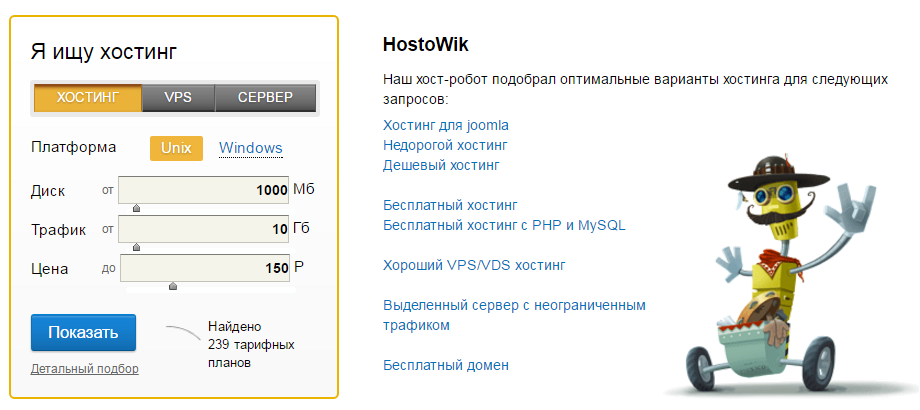 Я ищу хостинг
ХОСТИНГ VPS СЕРВЕР
Платформа Unix Windows
Диск от 1000 Мб
Трафик от 10 Гб
Цена до 150 Р
Показать
Найдено
239 тарифных
планов
Детальный подбор
HostoWik
Наш хост-робот подобрал оптимальные варианты хостинга для следующих
запросов:
Хостинг для joomla
Недорогой хостинг
Дешевый хостинг
Бесплатный хостинг
Бесплатный хостинг с PHP и MySQL
Хороший VPS/VDS хостинг
Выделенный сервер с неограниченным
трафиком
Бесплатный домен